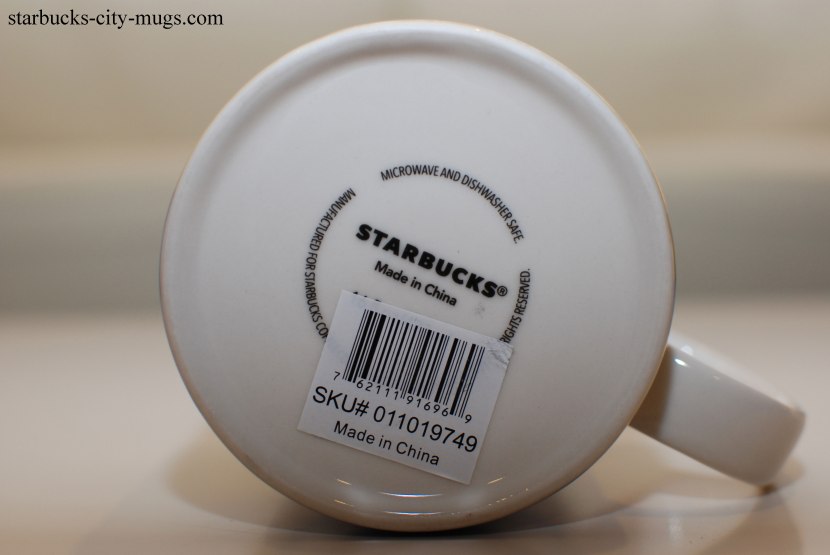 starbucks-city-mugs.com
MICROWAVE AND DISHWASHER SAFE.
MANUFACTURED FOR STARBUCKS
RIGHTS RESERVED.
STARBUCKS®
Made in China
7 62111 91696 9
SKU# 011019749
Made in China